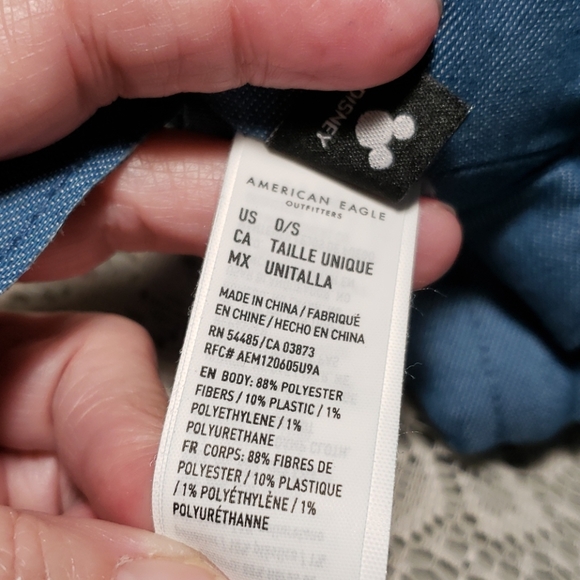 DISNEY
AMERICAN EAGLE
OUTFITTERS
US O/S
CA TAILLE UNIQUE
MX UNITALLA
MADE IN CHINA / FABRIQUÉ
EN CHINE / HECHO EN CHINA
RN 54485/CA 03873
RFC# AEM120605U9A
EN BODY: 88% POLYESTER
FIBERS / 10% PLASTIC / 1%
POLYETHYLENE / 1%
POLYURETHANE
FR CORPS: 88% FIBRES DE
POLYESTER / 10% PLASTIQUE
/ 1% POLYÉTHYLÈNE / 1%
POLYURÉTHANNE